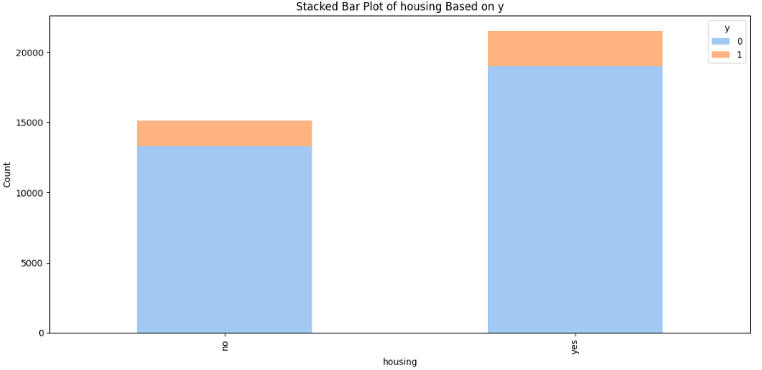 Stacked Bar Plot of housing Based on y
y
0
1
20000
15000
10000
5000
0
Count
no
yes
housing